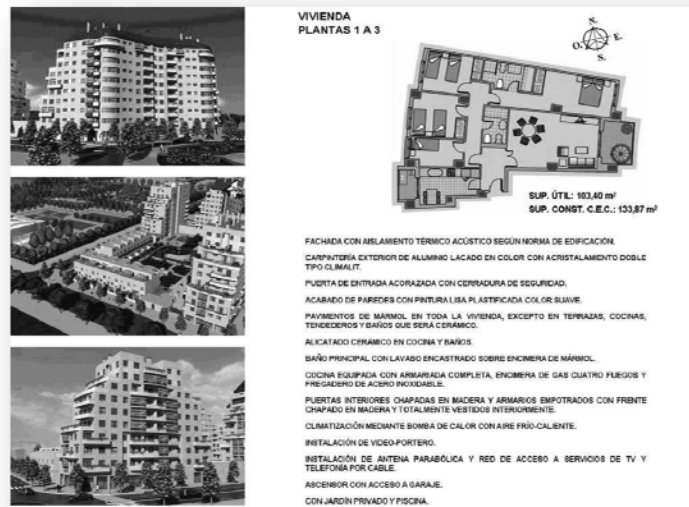 VIVIENDA
PLANTAS 1 A 3
N.
O.
E.
S.
SUP. ÚTIL: 103,40 m²
SUP. CONST. C.E.C.: 133,87 m²
FACHADA CON AISLAMIENTO TÉRMICO ACÚSTICO SEGÚN NORMA DE EDIFICACIÓN.
CARPINTERÍA EXTERIOR DE ALUMINIO LACADO EN COLOR CON ACRISTALAMIENTO DOBLE
TIPO CLIMALIT.
PUERTA DE ENTRADA ACORAZADA CON CERRADURA DE SEGURIDAD.
ACABADO DE PAREDES CON PINTURA LISA PLASTIFICADA COLOR SUAVE.
PAVIMENTOS DE MÁRMOL EN TODA LA VIVIENDA, EXCEPTO EN TERRAZAS, COCINAS,
TENDEDEROS Y BAÑOS QUE SERÁ CERÁMICO.
ALICATADO CERÁMICO EN COCINA Y BAÑOS.
BAÑO PRINCIPAL CON LAVABO ENCASTRADO SOBRE ENCIMERA DE MÁRMOL.
COCINA EQUIPADA CON ARMARIADA COMPLETA, ENCIMERA DE GAS CUATRO FUEGOS Y
FREGADERO DE ACERO INOXIDABLE.
PUERTAS INTERIORES CHAPADAS EN MADERA Y ARMARIOS EMPOTRADOS CON FRENTE
CHAPADO EN MADERA Y TOTALMENTE VESTIDOS INTERIORMENTE.
CLIMATIZACIÓN MEDIANTE BOMBA DE CALOR CON AIRE FRÍO-CALIENTE.
INSTALACIÓN DE VIDEO-PORTERO.
INSTALACIÓN DE ANTENA PARABÓLICA Y RED DE ACCESO A SERVICIOS DE TV Y
TELEFONÍA POR CABLE.
ASCENSOR CON ACCESO A GARAJE.
CON JARDÍN PRIVADO Y PISCINA.